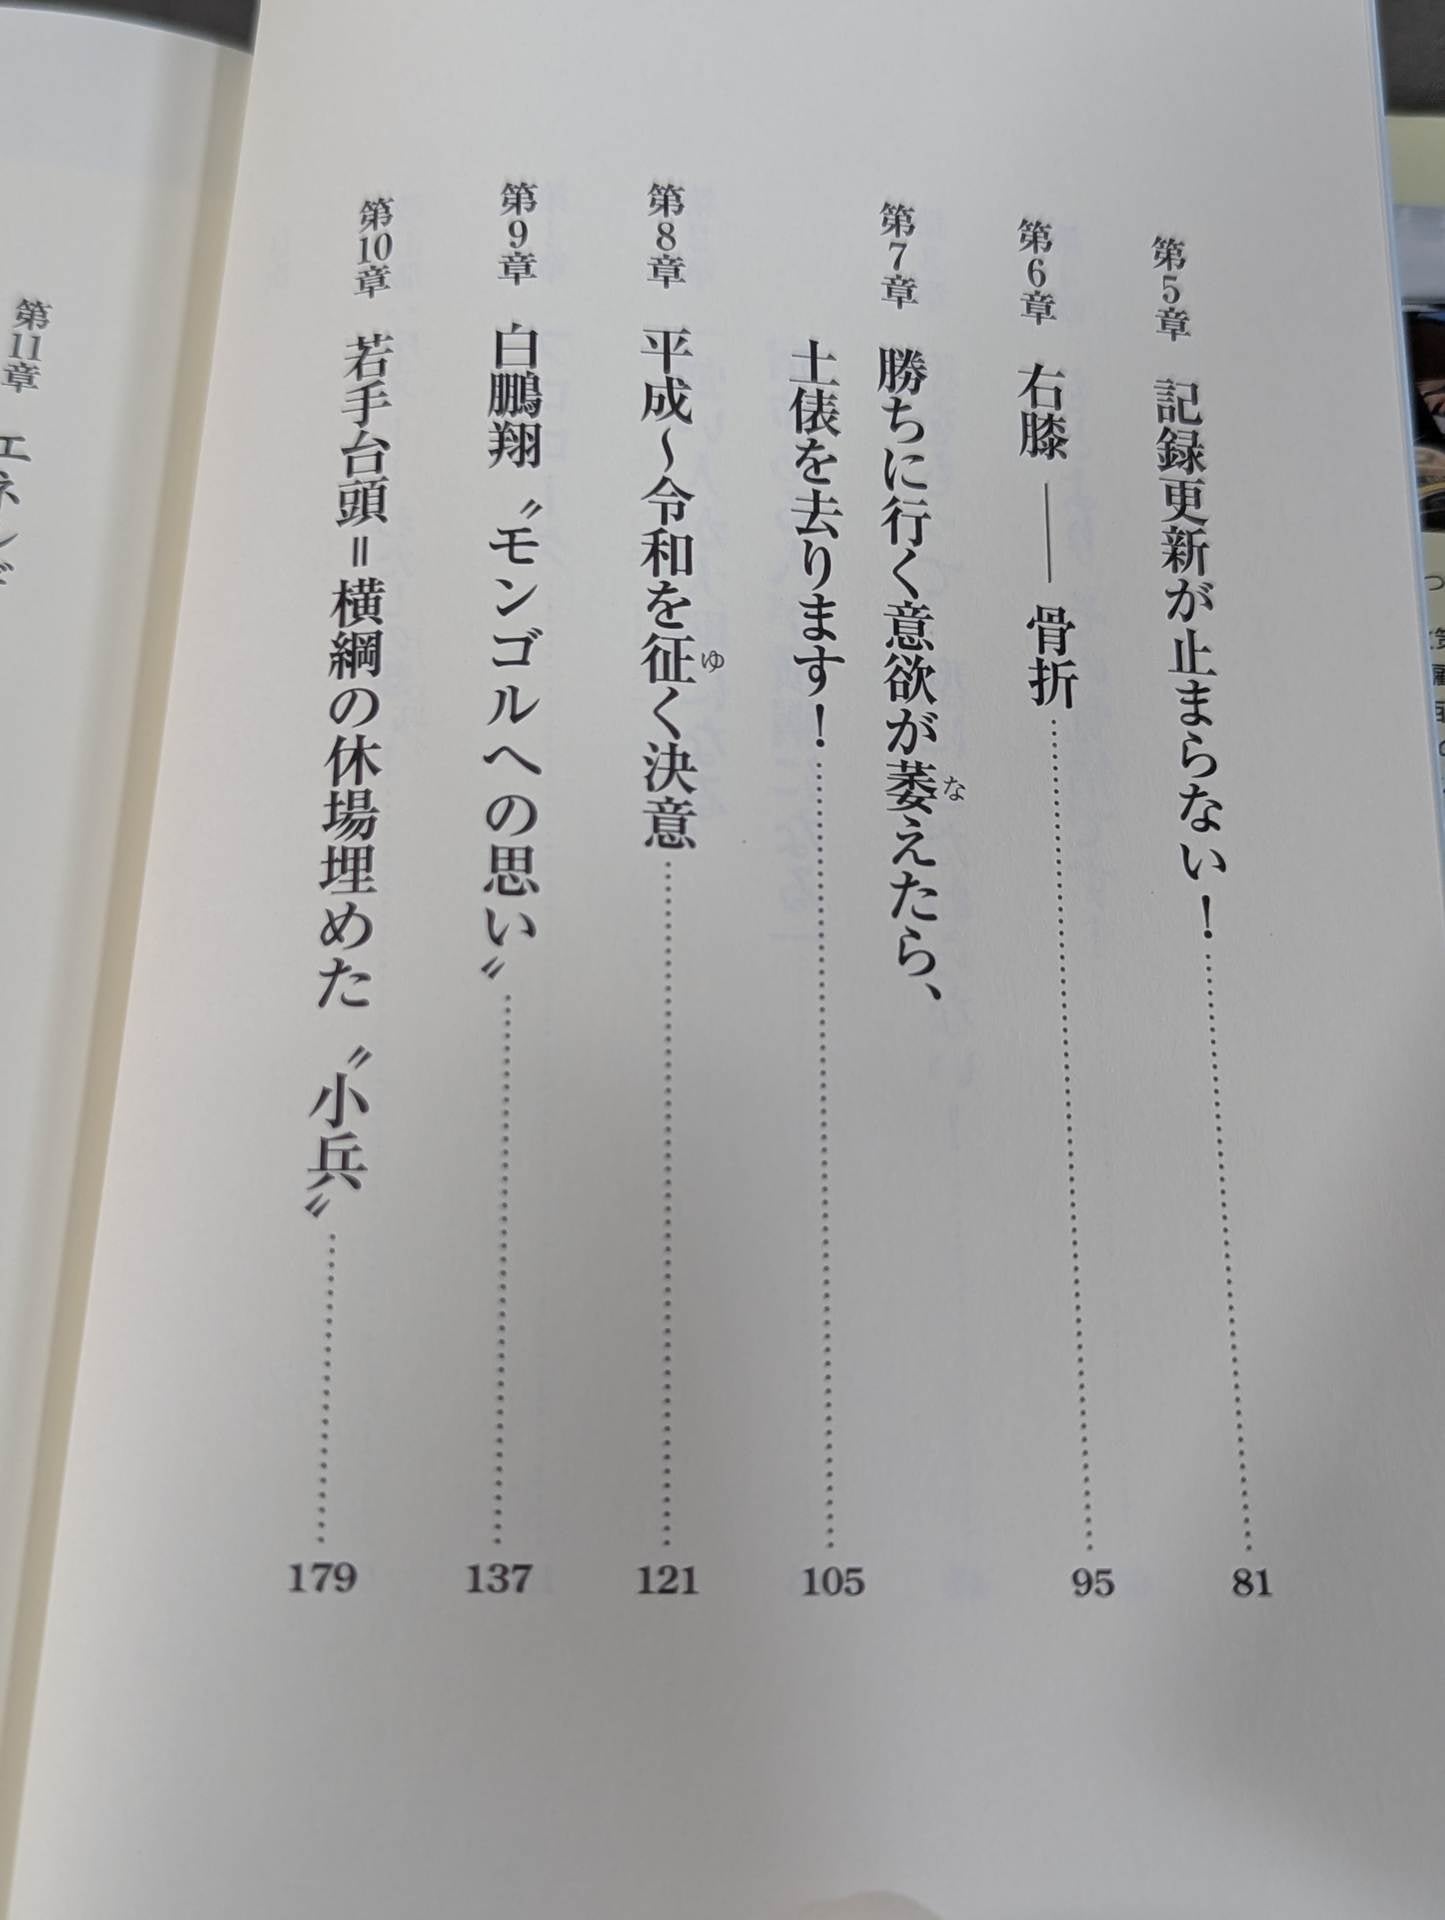 第5章　記録更新が止まらない！……………81
第6章　右膝――骨折……………95
第7章　勝ちに行く意欲が萎えたら、
な
土俵を去ります！……………105
第8章　平成～令和を征く決意……………121
ゆ
第9章　白鵬翔〝モンゴルへの思い〟……………137
第10章　若手台頭＝横綱の休場埋めた〝小兵〟……………179
第11章　エネ